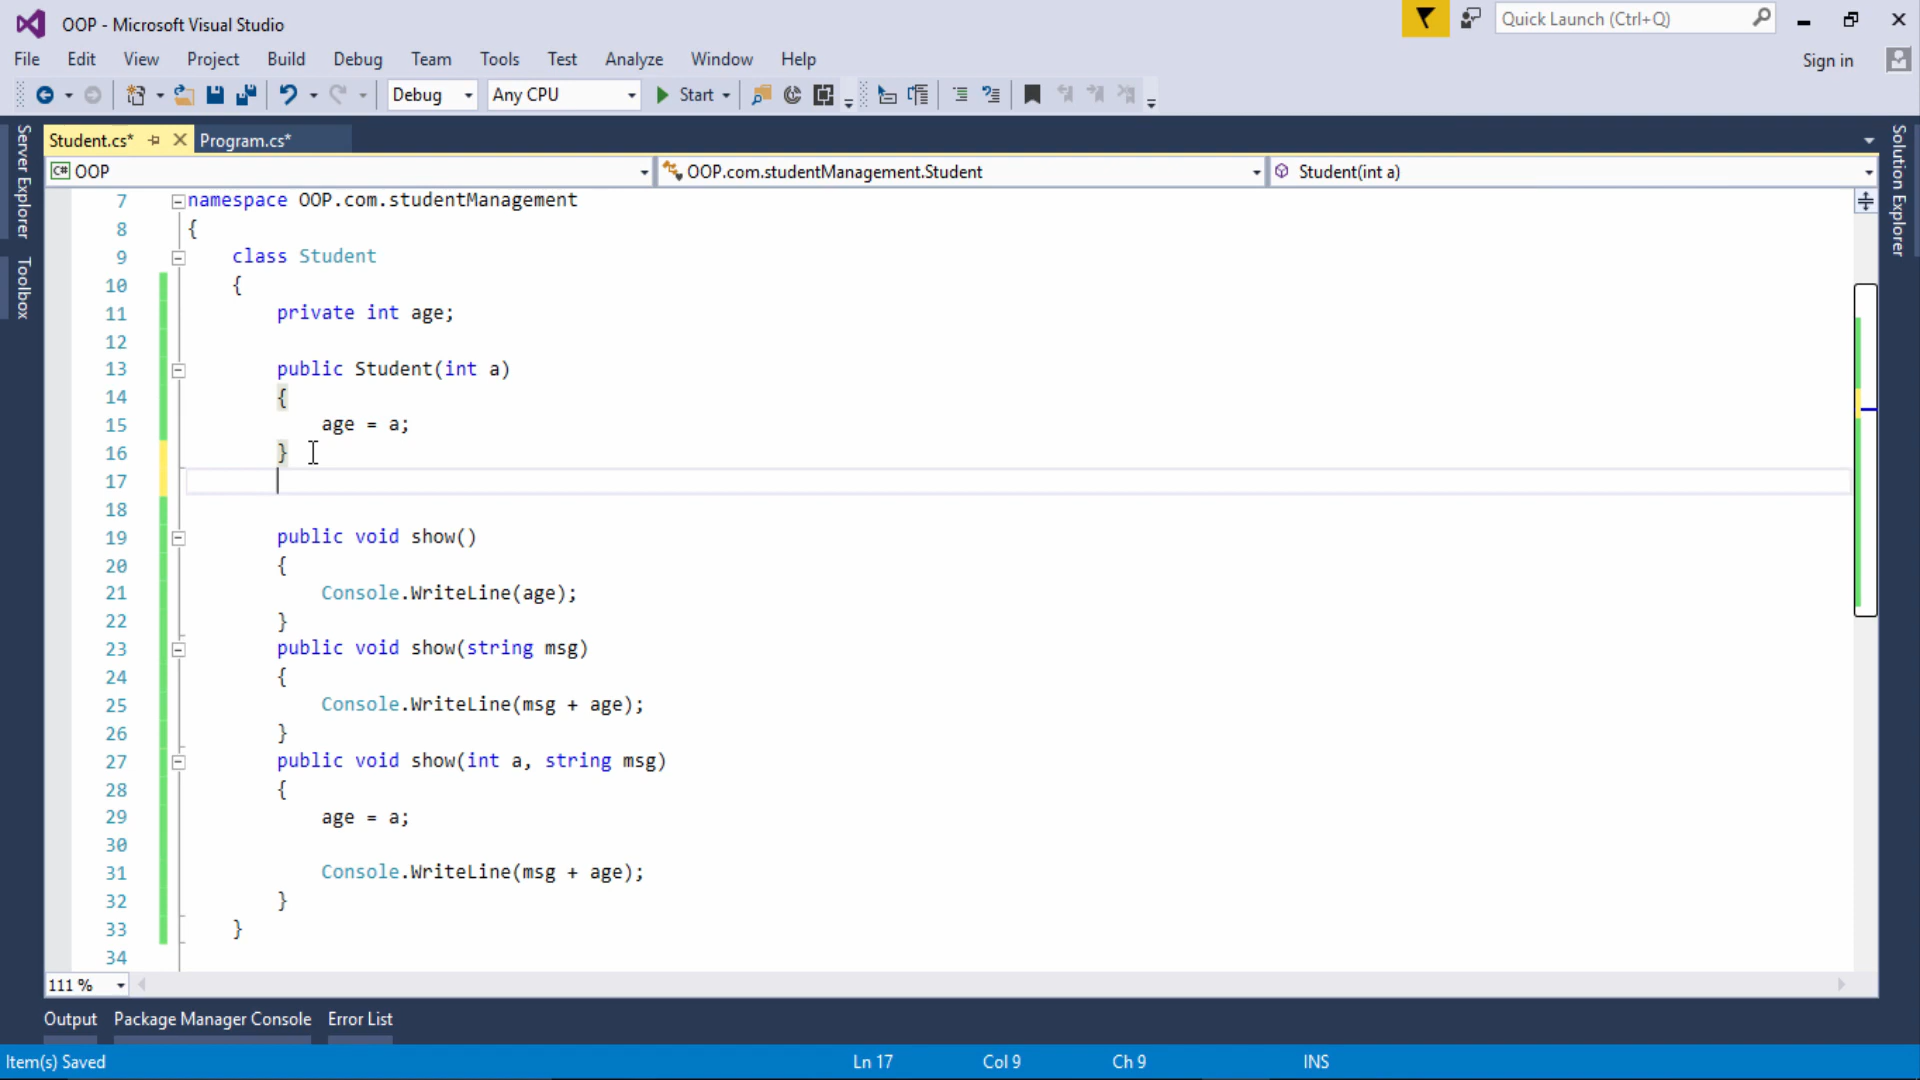 OOP - Microsoft Visual Studio
Quick Launch (Ctrl+Q)
File Edit View Project Build Debug Team Tools Test Analyze Window Help
Sign in
Debug Any CPU Start
Server Explorer
Toolbox
Solution Explorer
Student.cs* Program.cs*
C# OOP OOP.com.studentManagement.Student Student(int a)
7 namespace OOP.com.studentManagement
8 {
9 class Student
10 {
11 private int age;
12
13 public Student(int a)
14 {
15 age = a;
16 }
17
18
19 public void show()
20 {
21 Console.WriteLine(age);
22 }
23 public void show(string msg)
24 {
25 Console.WriteLine(msg + age);
26 }
27 public void show(int a, string msg)
28 {
29 age = a;
30
31 Console.WriteLine(msg + age);
32 }
33 }
34
111 %
Output Package Manager Console Error List
Item(s) Saved Ln 17 Col 9 Ch 9 INS